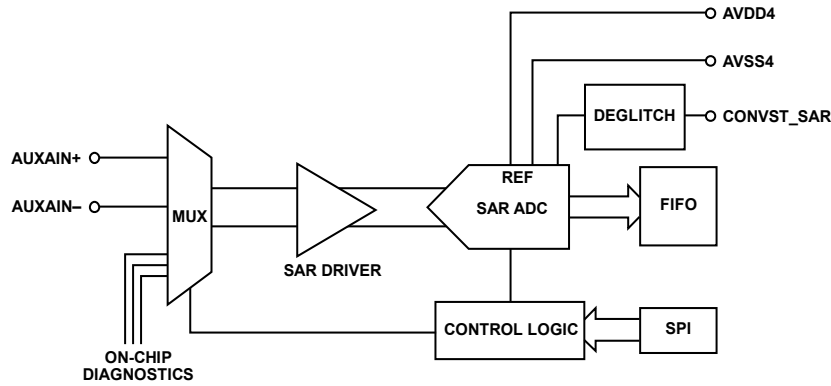 AVDD4
AVSS4
DEGLITCH
CONVST_SAR
AUXAIN+
REF
MUX
SAR ADC
FIFO
AUXAIN–
SAR DRIVER
CONTROL LOGIC
SPI
ON-CHIP
DIAGNOSTICS